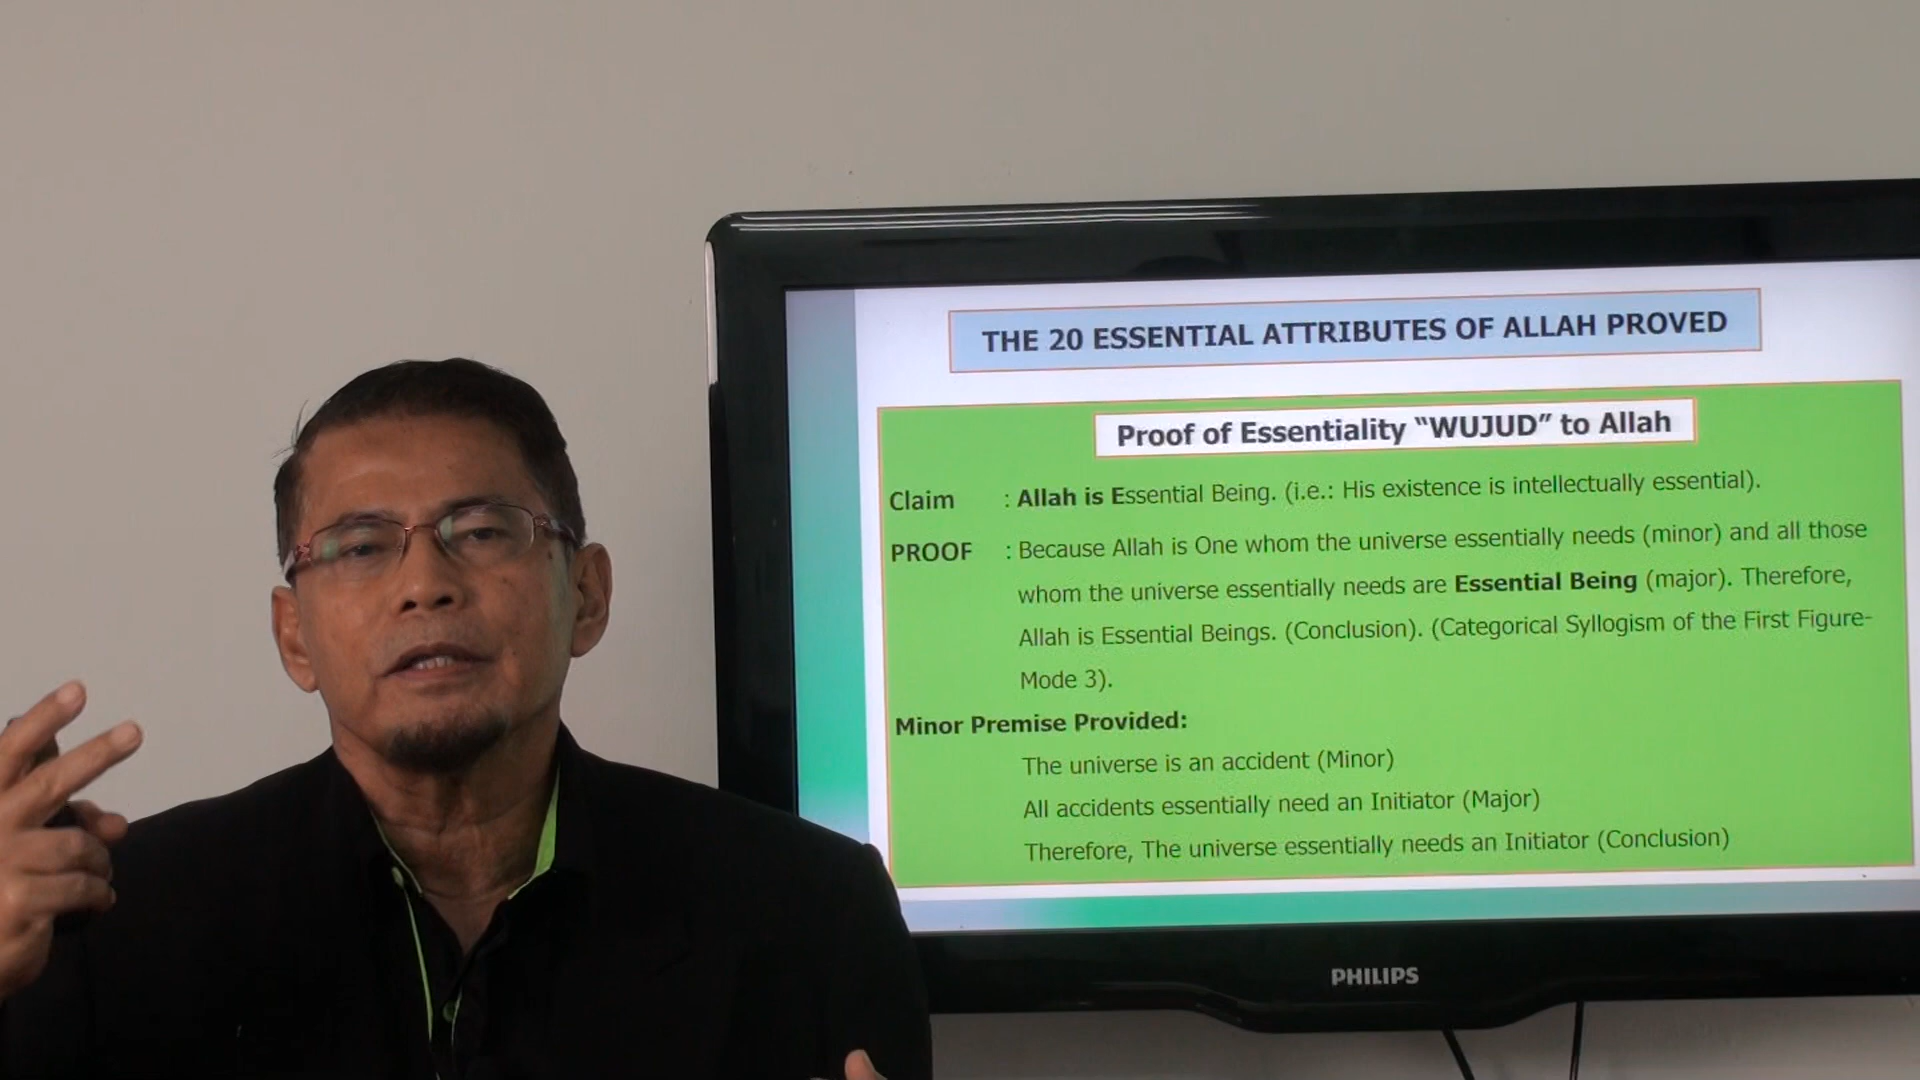 THE 20 ESSENTIAL ATTRIBUTES OF ALLAH PROVED
Proof of Essentiality “WUJUD” to Allah
Claim : Allah is Essential Being. (i.e.: His existence is intellectually essential).
PROOF : Because Allah is One whom the universe essentially needs (minor) and all those
whom the universe essentially needs are Essential Being (major). Therefore,
Allah is Essential Beings. (Conclusion). (Categorical Syllogism of the First Figure-
Mode 3).
Minor Premise Provided:
The universe is an accident (Minor)
All accidents essentially need an Initiator (Major)
Therefore, The universe essentially needs an Initiator (Conclusion)
PHILIPS